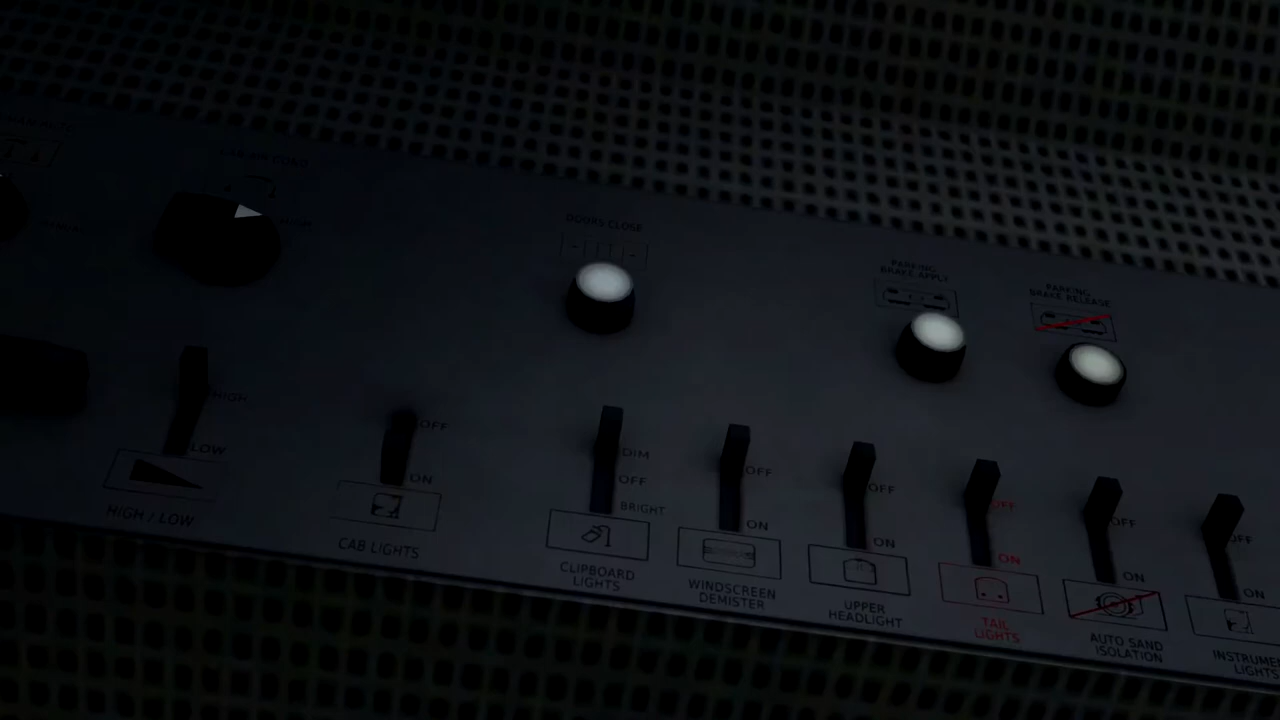 DOORS CLOSE
PARKING
BRAKE APPLY
PARKING
BRAKE RELEASE
HIGH
LOW
HIGH / LOW
OFF
ON
CAB LIGHTS
DIM
OFF
BRIGHT
CLIPBOARD
LIGHTS
OFF
ON
WINDSCREEN
DEMISTER
OFF
ON
UPPER
HEADLIGHT
OFF
ON
TAIL
LIGHTS
OFF
ON
AUTO SAND
ISOLATION
OFF
ON
LIGHTS